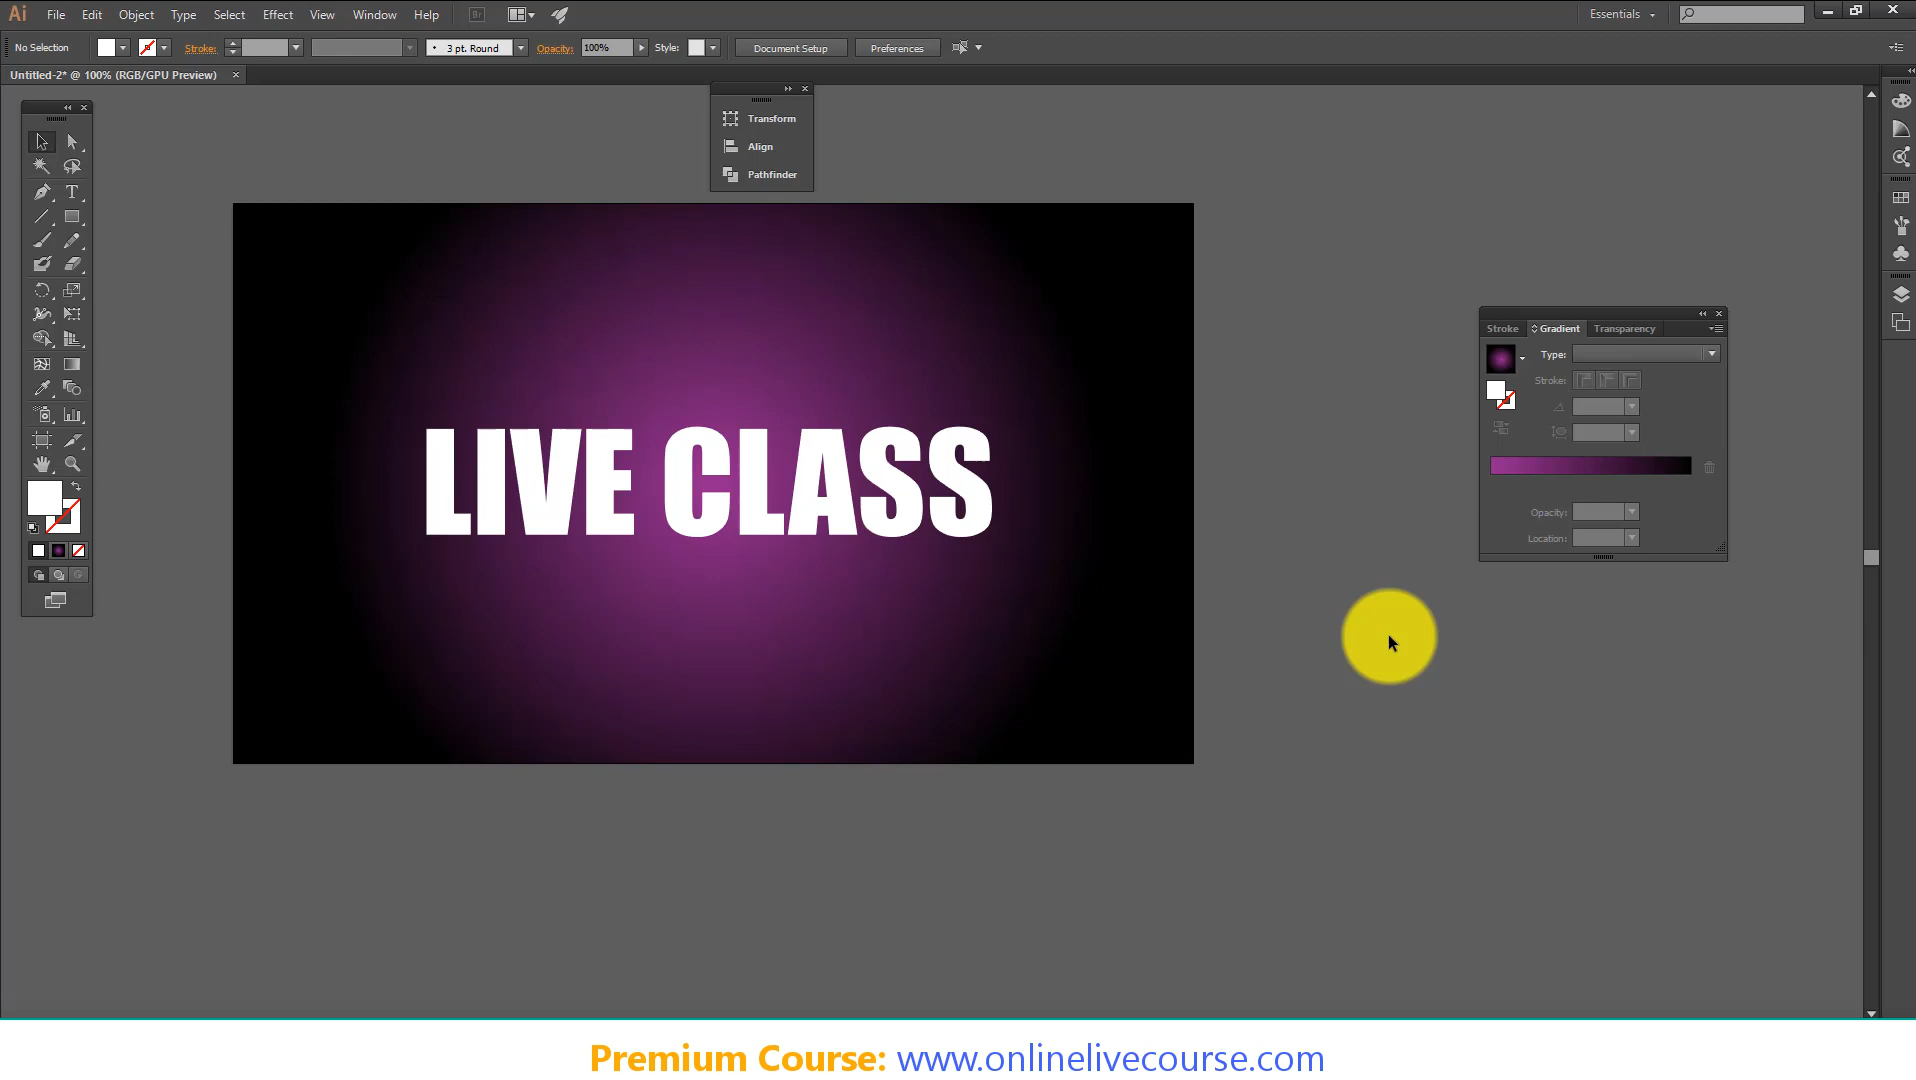 Ai File Edit Object Type Select Effect View Window Help Br Essentials
No Selection Stroke: 3 pt. Round Opacity: 100% Style: Document Setup Preferences
Untitled-2* @ 100% (RGB/GPU Preview)
Transform
Align
Pathfinder
LIVE CLASS
Stroke Gradient Transparency
Type:
Stroke:
Opacity:
Location:
Premium Course: www.onlinelivecourse.com